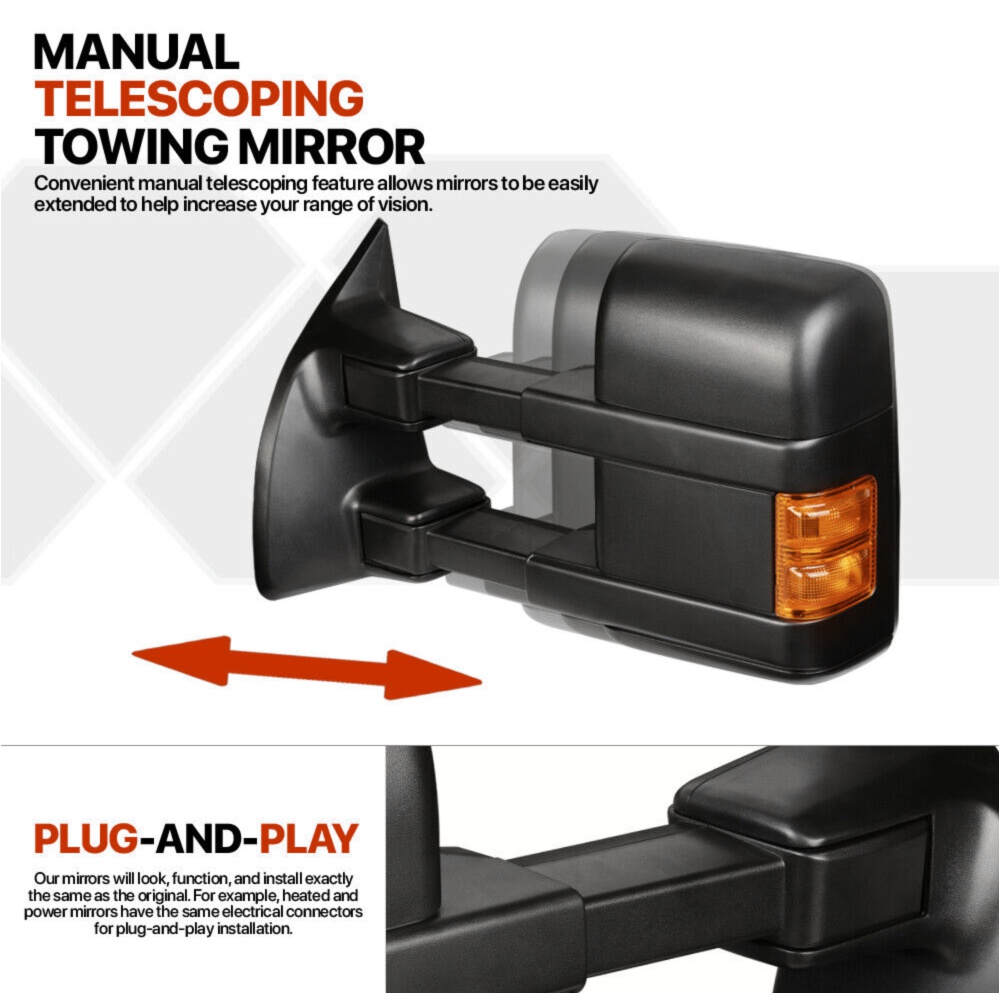 MANUAL
TELESCOPING
TOWING MIRROR
Convenient manual telescoping feature allows mirrors to be easily
extended to help increase your range of vision.
PLUG-AND-PLAY
Our mirrors will look, function, and install exactly
the same as the original. For example, heated and
power mirrors have the same electrical connectors
for plug-and-play installation.